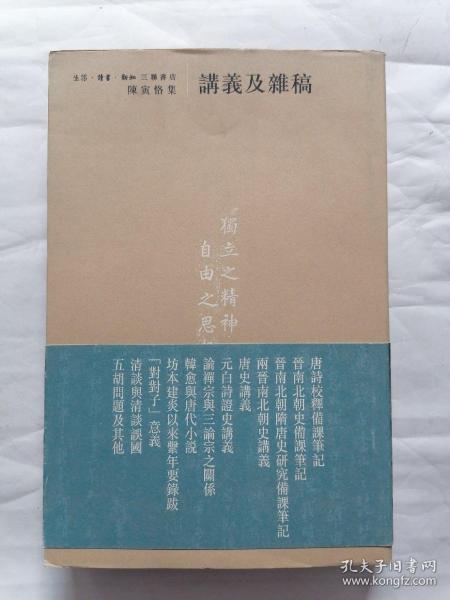 生活·讀書·新知 三聯書店
陳寅恪集
講義及雜稿
獨立之精神
自由之思
唐詩校釋備課筆記
晉南北朝史備課筆記
晉南北朝隋唐史研究備課筆記
兩晉南北朝史講義
唐史講義
元白詩證史講義
論禪宗與三論宗之關係
韓愈與唐代小說
坊本建炎以來繫年要錄跋
「對對子」意義
清談與清談誤國
五胡問題及其他
孔夫子旧书网
www.kongfz.com